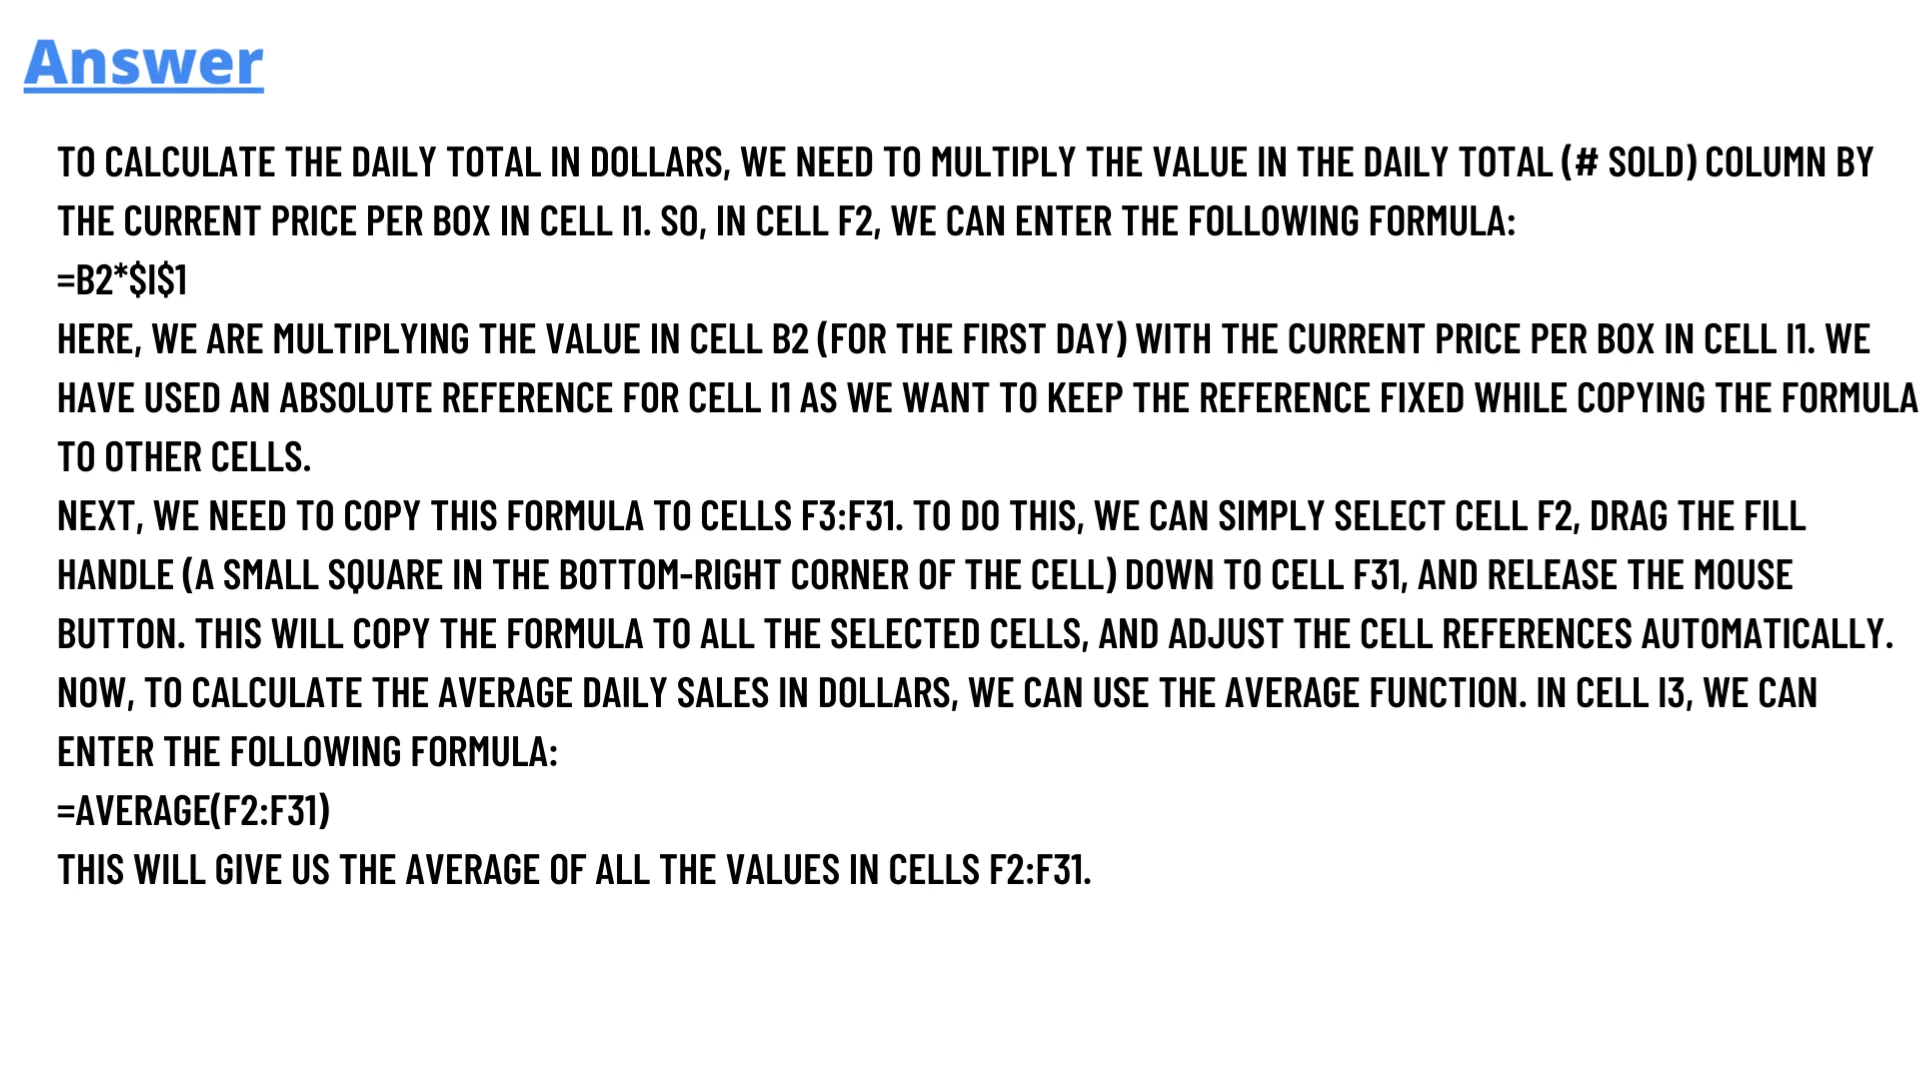 Answer
TO CALCULATE THE DAILY TOTAL IN DOLLARS, WE NEED TO MULTIPLY THE VALUE IN THE DAILY TOTAL (# SOLD) COLUMN BY
THE CURRENT PRICE PER BOX IN CELL I1. SO, IN CELL F2, WE CAN ENTER THE FOLLOWING FORMULA:
=B2*$I$1
HERE, WE ARE MULTIPLYING THE VALUE IN CELL B2 (FOR THE FIRST DAY) WITH THE CURRENT PRICE PER BOX IN CELL I1. WE
HAVE USED AN ABSOLUTE REFERENCE FOR CELL I1 AS WE WANT TO KEEP THE REFERENCE FIXED WHILE COPYING THE FORMULA
TO OTHER CELLS.
NEXT, WE NEED TO COPY THIS FORMULA TO CELLS F3:F31. TO DO THIS, WE CAN SIMPLY SELECT CELL F2, DRAG THE FILL
HANDLE (A SMALL SQUARE IN THE BOTTOM-RIGHT CORNER OF THE CELL) DOWN TO CELL F31, AND RELEASE THE MOUSE
BUTTON. THIS WILL COPY THE FORMULA TO ALL THE SELECTED CELLS, AND ADJUST THE CELL REFERENCES AUTOMATICALLY.
NOW, TO CALCULATE THE AVERAGE DAILY SALES IN DOLLARS, WE CAN USE THE AVERAGE FUNCTION. IN CELL I3, WE CAN
ENTER THE FOLLOWING FORMULA:
=AVERAGE(F2:F31)
THIS WILL GIVE US THE AVERAGE OF ALL THE VALUES IN CELLS F2:F31.